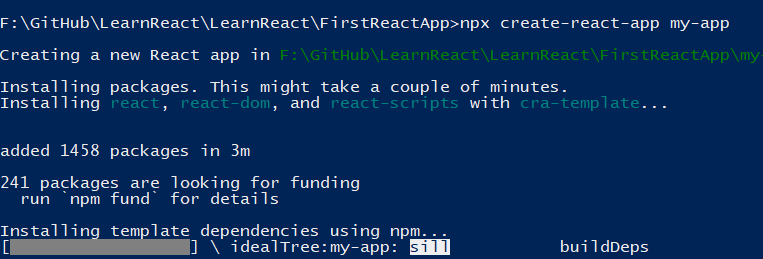 F:\GitHub\LearnReact\LearnReact\FirstReactApp>npx create-react-app my-app
Creating a new React app in F:\GitHub\LearnReact\LearnReact\FirstReactApp\my
Installing packages. This might take a couple of minutes.
Installing react, react-dom, and react-scripts with cra-template...
added 1458 packages in 3m
241 packages are looking for funding
  run `npm fund` for details
Installing template dependencies using npm...
[                  ] \ idealTree:my-app: sill           buildDeps